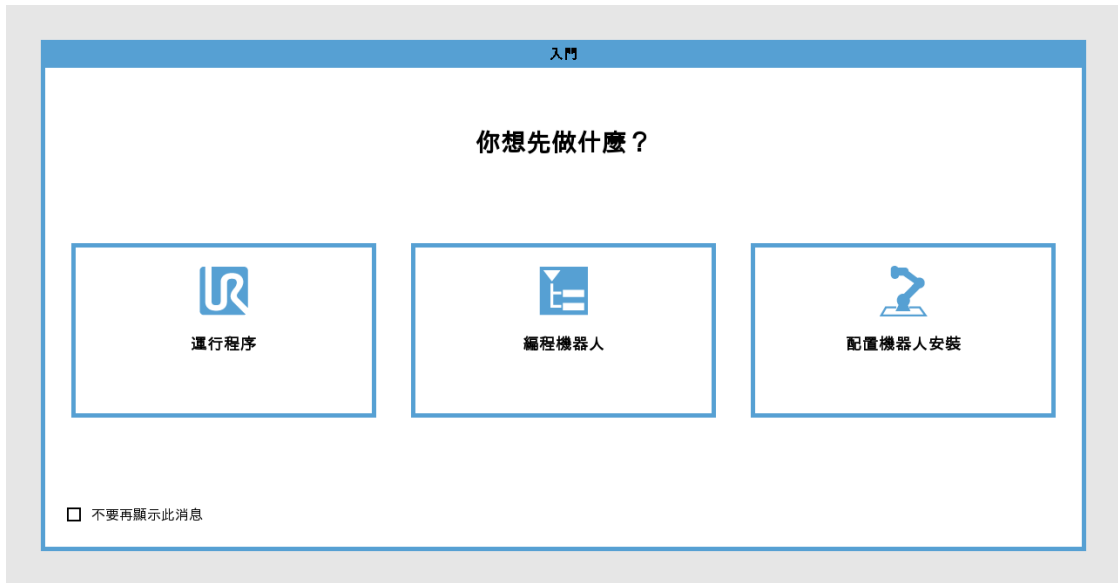 入門
你想先做什麼？
運行程序
編程機器人
配置機器人安裝
不要再顯示此消息